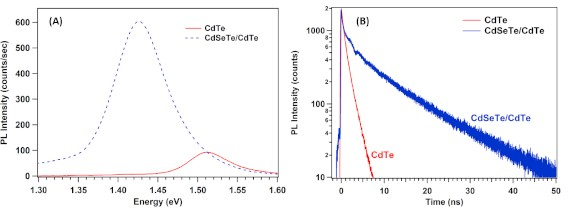 (A)
CdTe
CdSeTe/CdTe
PL Intensity (counts/sec)
600
500
400
300
200
100
0
1.30
1.35
1.40
1.45
1.50
1.55
1.60
Energy (eV)
(B)
CdTe
CdSeTe/CdTe
PL Intensity (counts)
1000
8
6
4
2
100
8
6
4
2
10
CdSeTe/CdTe
CdTe
0
10
20
30
40
50
Time (ns)